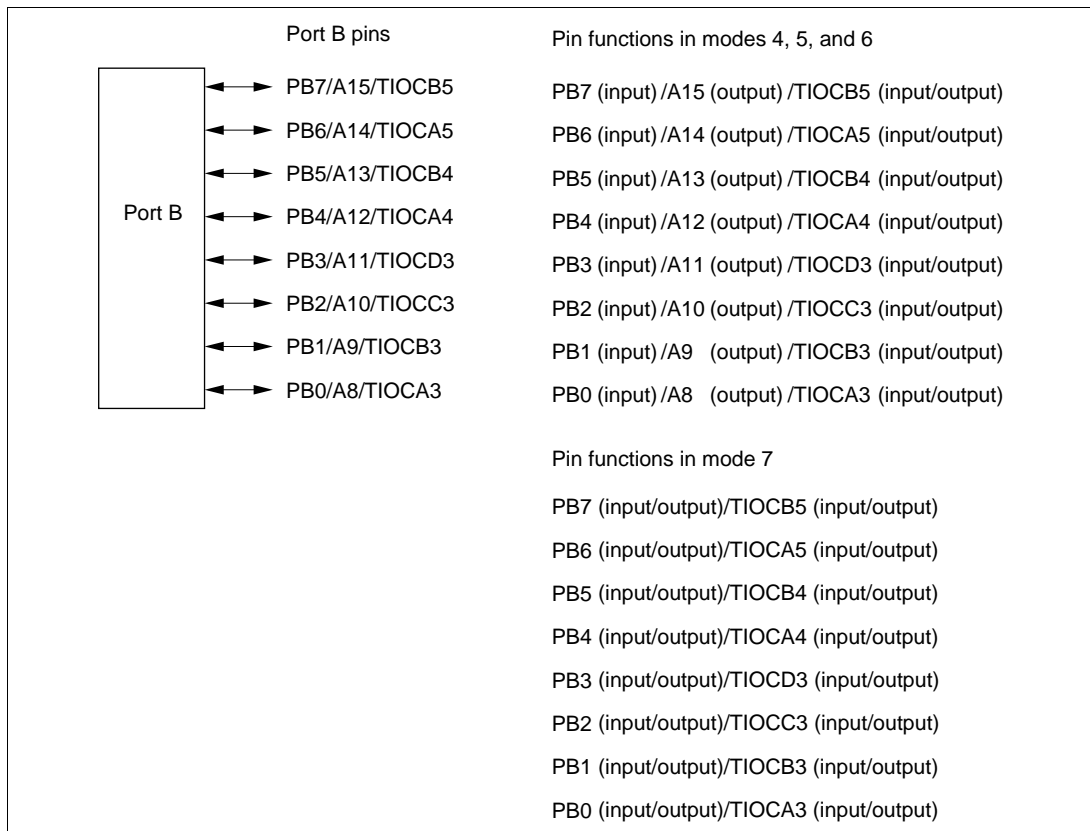 Port B pins
Port B
PB7/A15/TIOCB5
PB6/A14/TIOCA5
PB5/A13/TIOCB4
PB4/A12/TIOCA4
PB3/A11/TIOCD3
PB2/A10/TIOCC3
PB1/A9/TIOCB3
PB0/A8/TIOCA3
Pin functions in modes 4, 5, and 6
PB7 (input) /A15 (output) /TIOCB5 (input/output)
PB6 (input) /A14 (output) /TIOCA5 (input/output)
PB5 (input) /A13 (output) /TIOCB4 (input/output)
PB4 (input) /A12 (output) /TIOCA4 (input/output)
PB3 (input) /A11 (output) /TIOCD3 (input/output)
PB2 (input) /A10 (output) /TIOCC3 (input/output)
PB1 (input) /A9 (output) /TIOCB3 (input/output)
PB0 (input) /A8 (output) /TIOCA3 (input/output)
Pin functions in mode 7
PB7 (input/output)/TIOCB5 (input/output)
PB6 (input/output)/TIOCA5 (input/output)
PB5 (input/output)/TIOCB4 (input/output)
PB4 (input/output)/TIOCA4 (input/output)
PB3 (input/output)/TIOCD3 (input/output)
PB2 (input/output)/TIOCC3 (input/output)
PB1 (input/output)/TIOCB3 (input/output)
PB0 (input/output)/TIOCA3 (input/output)